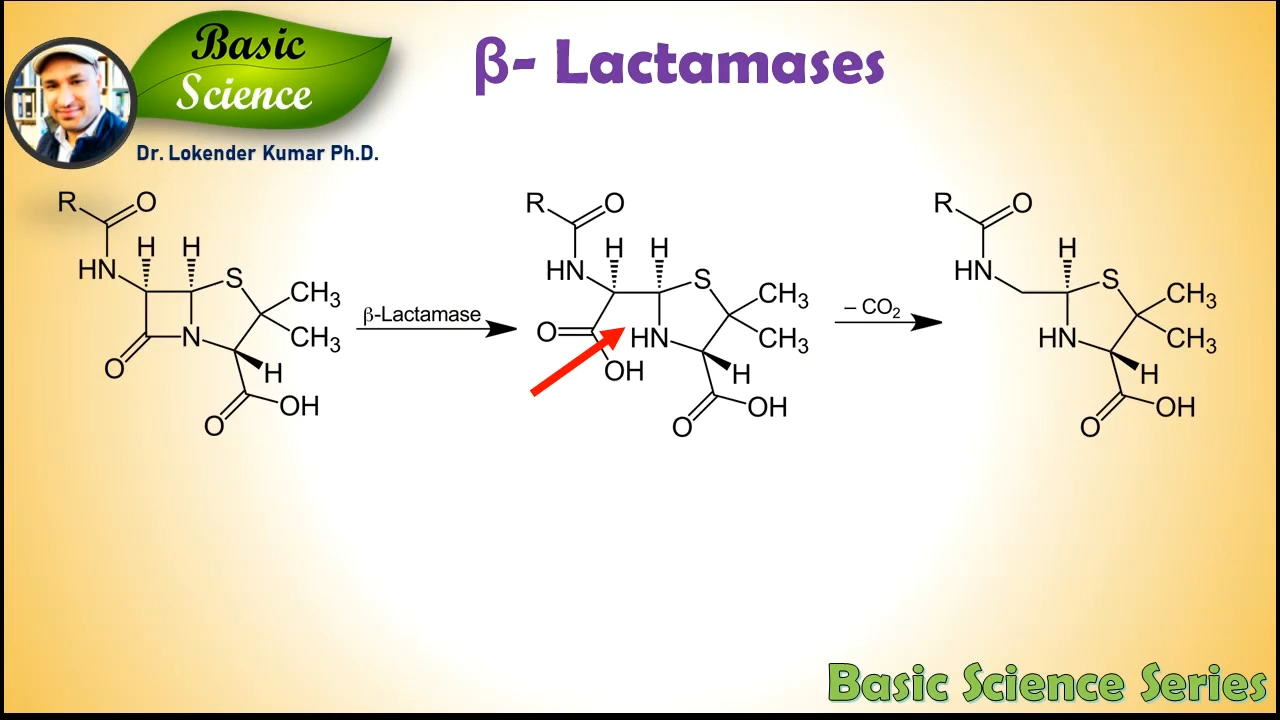 Basic
Science
Dr. Lokender Kumar Ph.D.
β- Lactamases
R
O
HN
H
H
S
CH3
CH3
N
O
H
O
OH
β-Lactamase
R
O
HN
H
H
S
CH3
O
HN
CH3
OH
H
O
OH
– CO2
R
O
HN
H
S
CH3
HN
CH3
H
O
OH
Basic Science Series